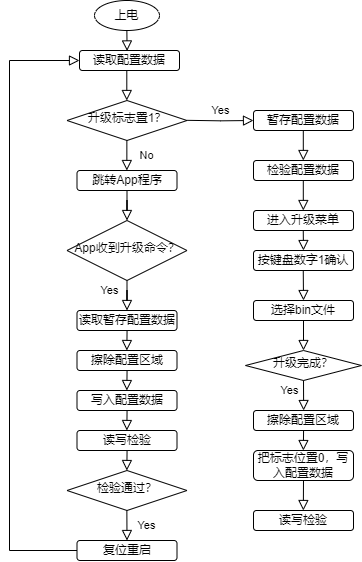 上电
读取配置数据
升级标志置1？
Yes
No
跳转App程序
App收到升级命令？
Yes
读取暂存配置数据
擦除配置区域
写入配置数据
读写检验
检验通过？
Yes
复位重启
暂存配置数据
检验配置数据
进入升级菜单
按键盘数字1确认
选择bin文件
升级完成？
Yes
擦除配置区域
把标志位置0，写
入配置数据
读写检验